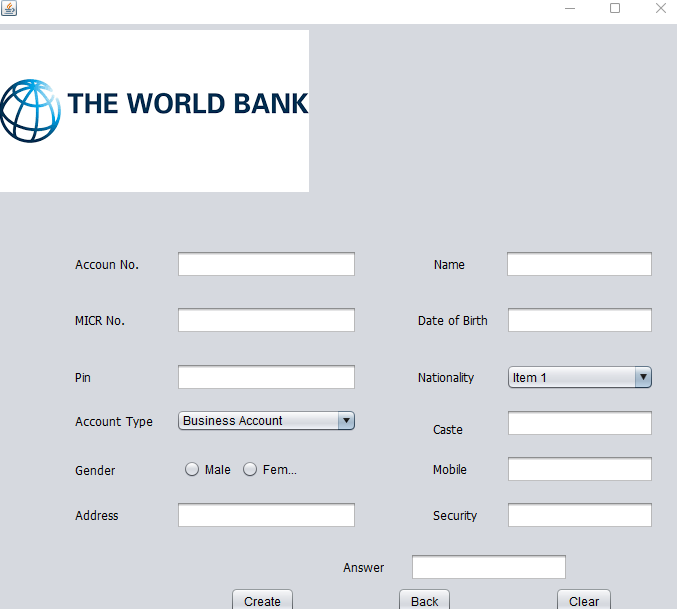 THE WORLD BANK
Accoun No.
Name
MICR No.
Date of Birth
Pin
Nationality
Item 1
Account Type
Business Account
Caste
Gender
Male
Fem...
Mobile
Address
Security
Answer
Create
Back
Clear